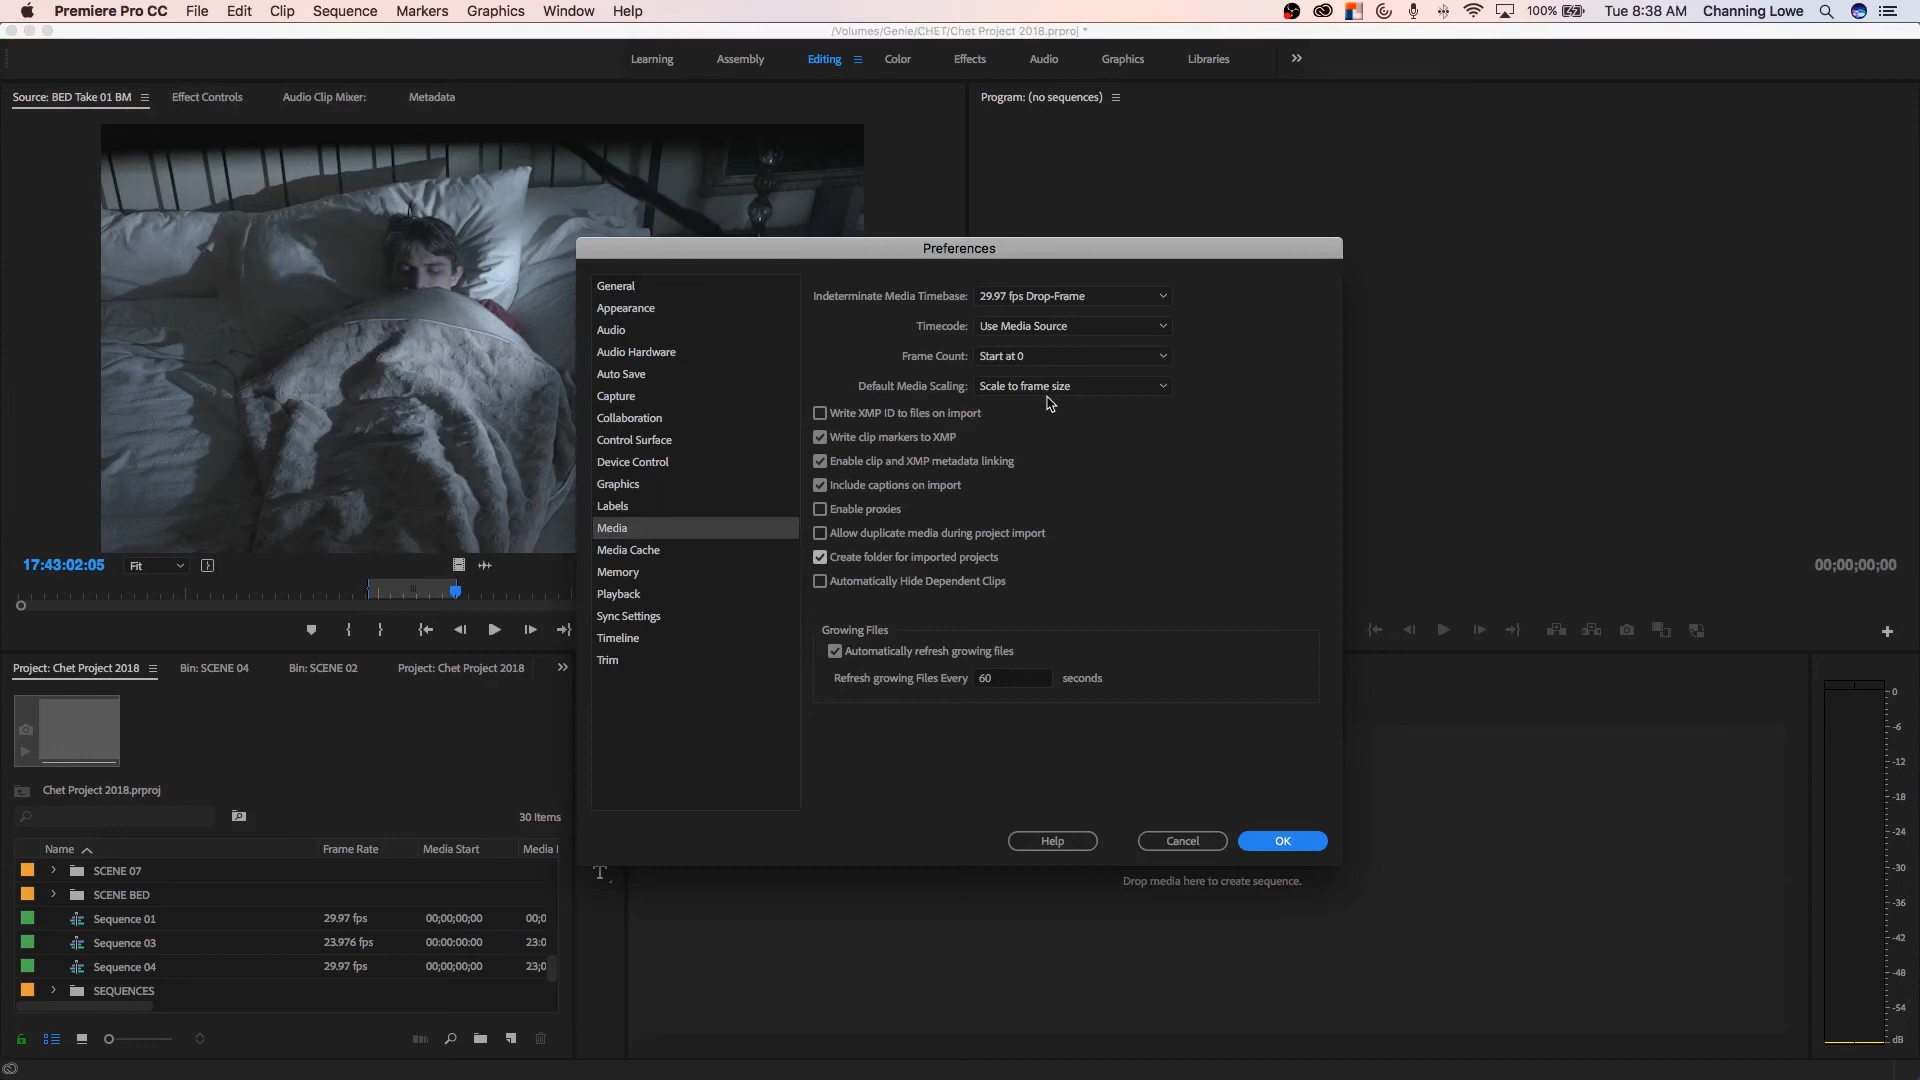 Premiere Pro CC File Edit Clip Sequence Markers Graphics Window Help 100% Tue 8:38 AM Channing Lowe
/Volumes/Genie/CHET/Chet Project 2018.prproj *
Learning Assembly Editing Color Effects Audio Graphics Libraries
Source: BED Take 01 BM Effect Controls Audio Clip Mixer: Metadata Program: (no sequences)
Preferences
General
Appearance
Audio
Audio Hardware
Auto Save
Capture
Collaboration
Control Surface
Device Control
Graphics
Labels
Media
Media Cache
Memory
Playback
Sync Settings
Timeline
Trim
Indeterminate Media Timebase: 29.97 fps Drop-Frame
Timecode: Use Media Source
Frame Count: Start at 0
Default Media Scaling: Scale to frame size
Write XMP ID to files on import
Write clip markers to XMP
Enable clip and XMP metadata linking
Include captions on import
Enable proxies
Allow duplicate media during project import
Create folder for imported projects
Automatically Hide Dependent Clips
Growing Files
Automatically refresh growing files
Refresh growing Files Every 60 seconds
Help Cancel OK
17:43:02:05 Fit
00;00;00;00
Project: Chet Project 2018 Bin: SCENE 04 Bin: SCENE 02 Project: Chet Project 2018
Chet Project 2018.prproj
30 Items
Name Frame Rate Media Start Media
SCENE 07
SCENE BED
Sequence 01 29.97 fps 00;00;00;00 00;0
Sequence 03 23.976 fps 00:00:00:00 23:0
Sequence 04 29.97 fps 00;00;00;00 23;0
SEQUENCES
T
Drop media here to create sequence.
0
-6
-12
-18
-24
-30
-36
-42
-48
-54
dB